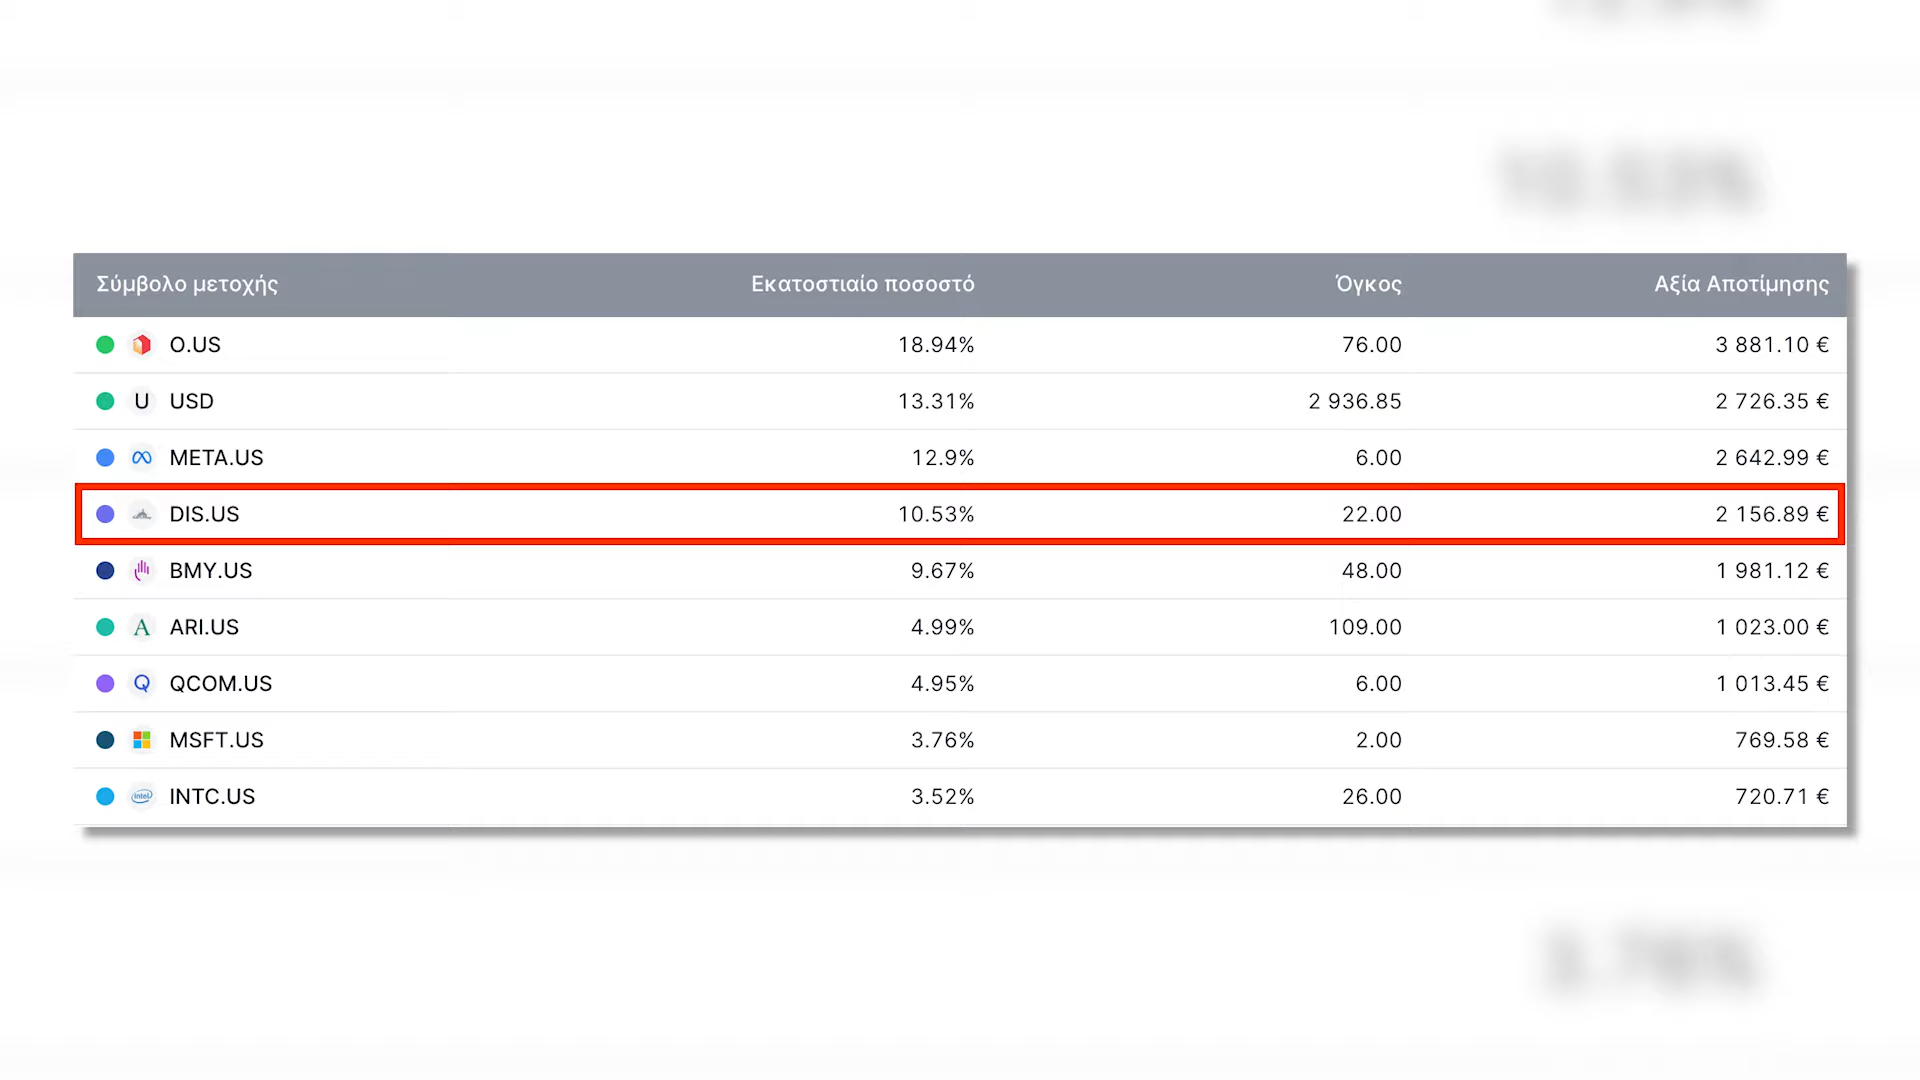 Σύμβολο μετοχής Εκατοστιαίο ποσοστό Όγκος Αξία Αποτίμησης
O.US 18.94% 76.00 3 881.10 €
U USD 13.31% 2 936.85 2 726.35 €
META.US 12.9% 6.00 2 642.99 €
DIS.US 10.53% 22.00 2 156.89 €
BMY.US 9.67% 48.00 1 981.12 €
A ARI.US 4.99% 109.00 1 023.00 €
Q QCOM.US 4.95% 6.00 1 013.45 €
MSFT.US 3.76% 2.00 769.58 €
intel INTC.US 3.52% 26.00 720.71 €